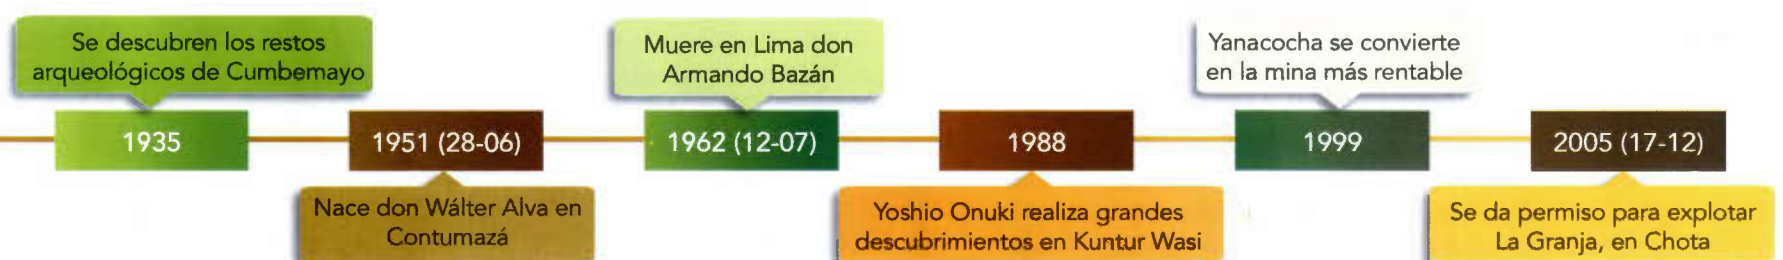 Se descubren los restos
arqueológicos de Cumbemayo
1935
1951 (28-06)
Nace don Wálter Alva en
Contumazá
Muere en Lima don
Armando Bazán
1962 (12-07)
1988
Yoshio Onuki realiza grandes
descubrimientos en Kuntur Wasi
Yanacocha se convierte
en la mina más rentable
1999
2005 (17-12)
Se da permiso para explotar
La Granja, en Chota